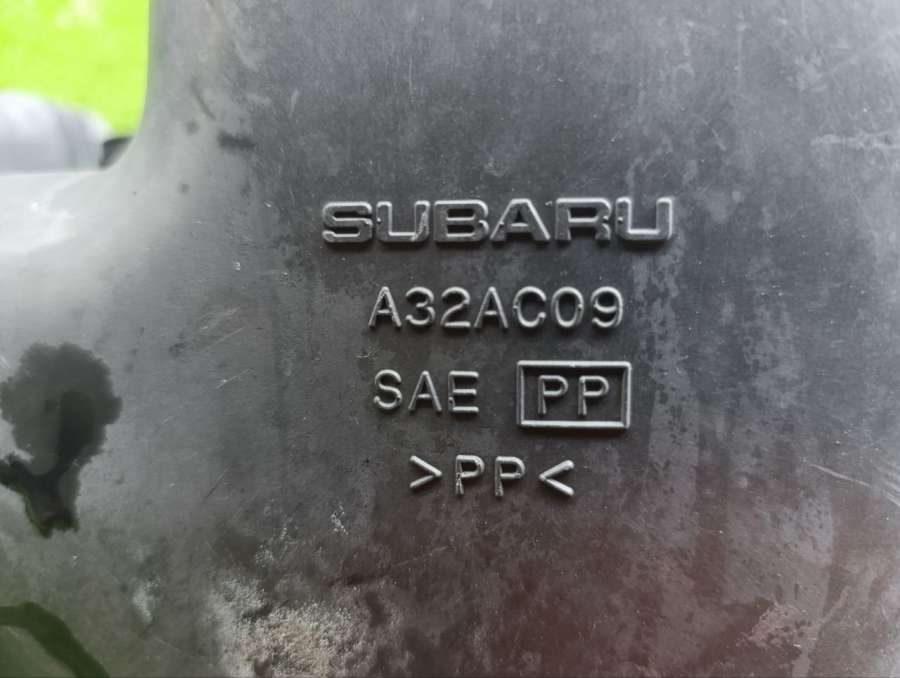 SUBARU
A32AC09
SAE PP
>PP<